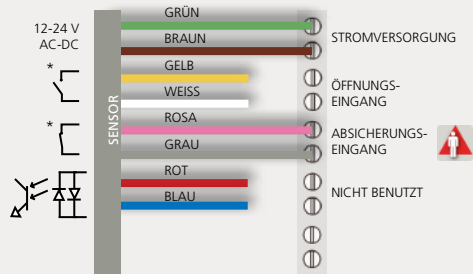 12-24 V
AC-DC
*
*
SENSOR
GRÜN
BRAUN
GELB
WEISS
ROSA
GRAU
ROT
BLAU
STROMVERSORGUNG
ÖFFNUNGS-
EINGANG
ABSICHERUNGS-
EINGANG
NICHT BENUTZT